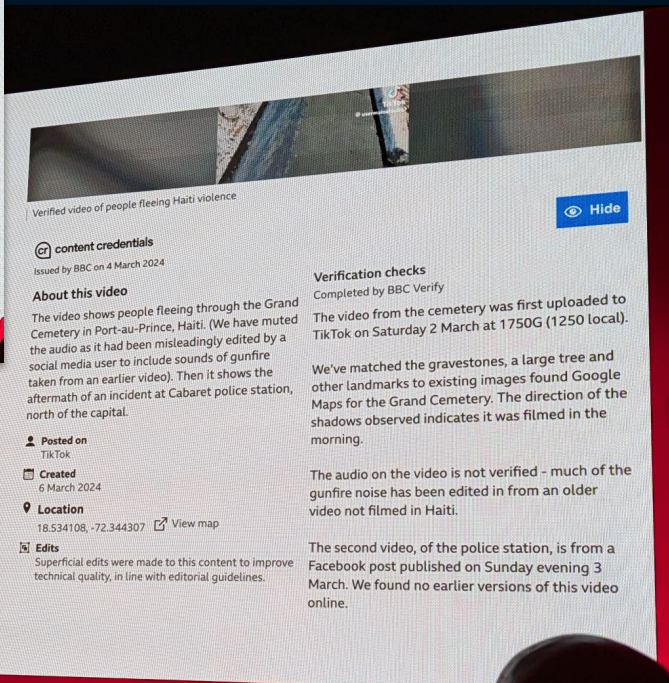 TikTok
Verified video of people fleeing Haiti violence
Hide
cr content credentials
Issued by BBC on 4 March 2024
About this video
The video shows people fleeing through the Grand
Cemetery in Port-au-Prince, Haiti. (We have muted
the audio as it had been misleadingly edited by a
social media user to include sounds of gunfire
taken from an earlier video). Then it shows the
aftermath of an incident at Cabaret police station,
north of the capital.
Posted on
TikTok
Created
6 March 2024
Location
18.534108, -72.344307 View map
Edits
Superficial edits were made to this content to improve
technical quality, in line with editorial guidelines.
Verification checks
Completed by BBC Verify
The video from the cemetery was first uploaded to
TikTok on Saturday 2 March at 1750G (1250 local).
We've matched the gravestones, a large tree and
other landmarks to existing images found Google
Maps for the Grand Cemetery. The direction of the
shadows observed indicates it was filmed in the
morning.
The audio on the video is not verified - much of the
gunfire noise has been edited in from an older
video not filmed in Haiti.
The second video, of the police station, is from a
Facebook post published on Sunday evening 3
March. We found no earlier versions of this video
online.